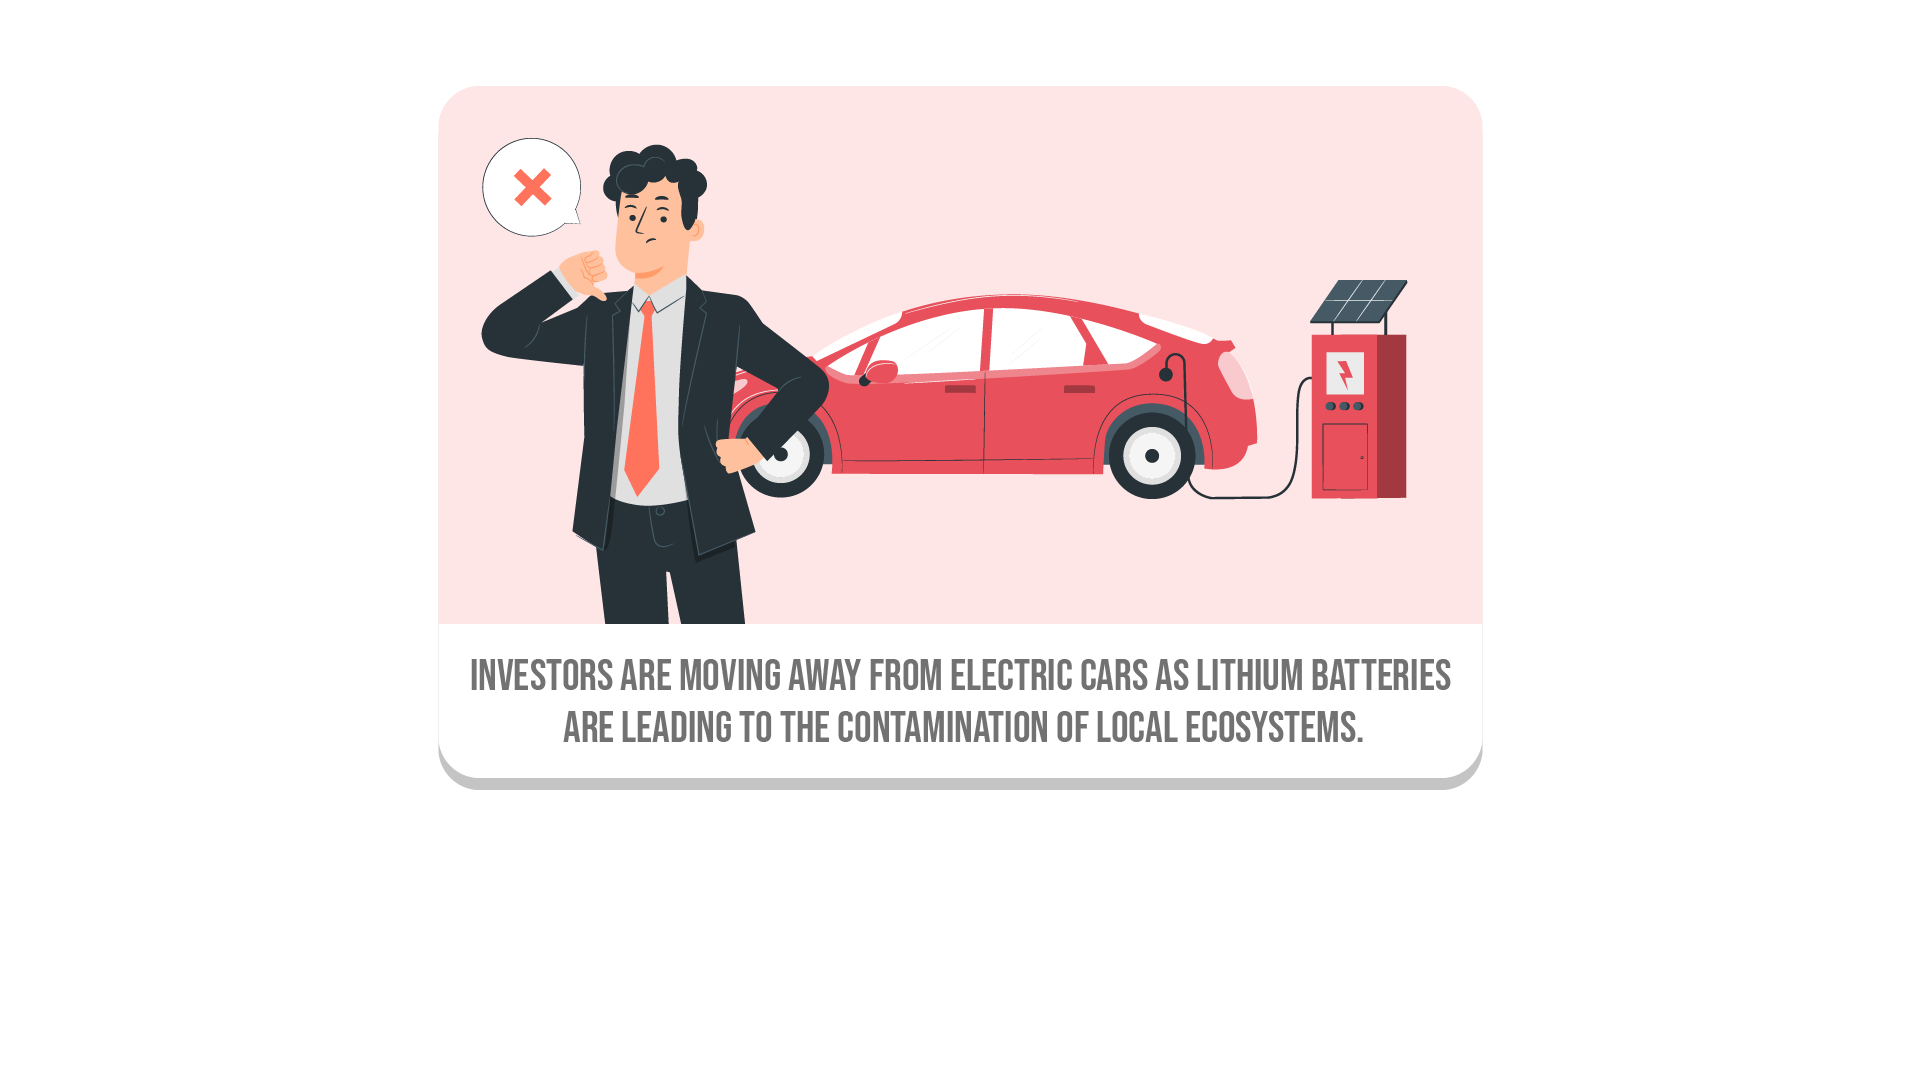 INVESTORS ARE MOVING AWAY FROM ELECTRIC CARS AS LITHIUM BATTERIES
ARE LEADING TO THE CONTAMINATION OF LOCAL ECOSYSTEMS.